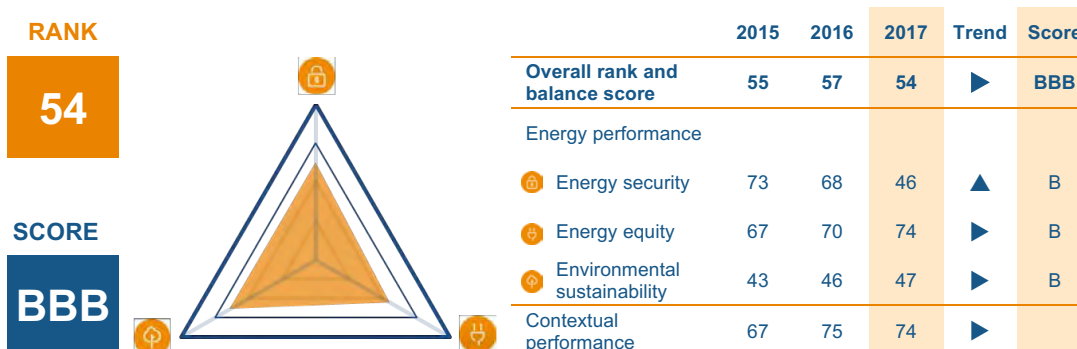 RANK
54
SCORE
BBB
2015 2016 2017 Trend Score
Overall rank and
balance score 55 57 54 BBB
Energy performance
Energy security 73 68 46 B
Energy equity 67 70 74 B
Environmental
sustainability 43 46 47 B
Contextual
performance 67 75 74